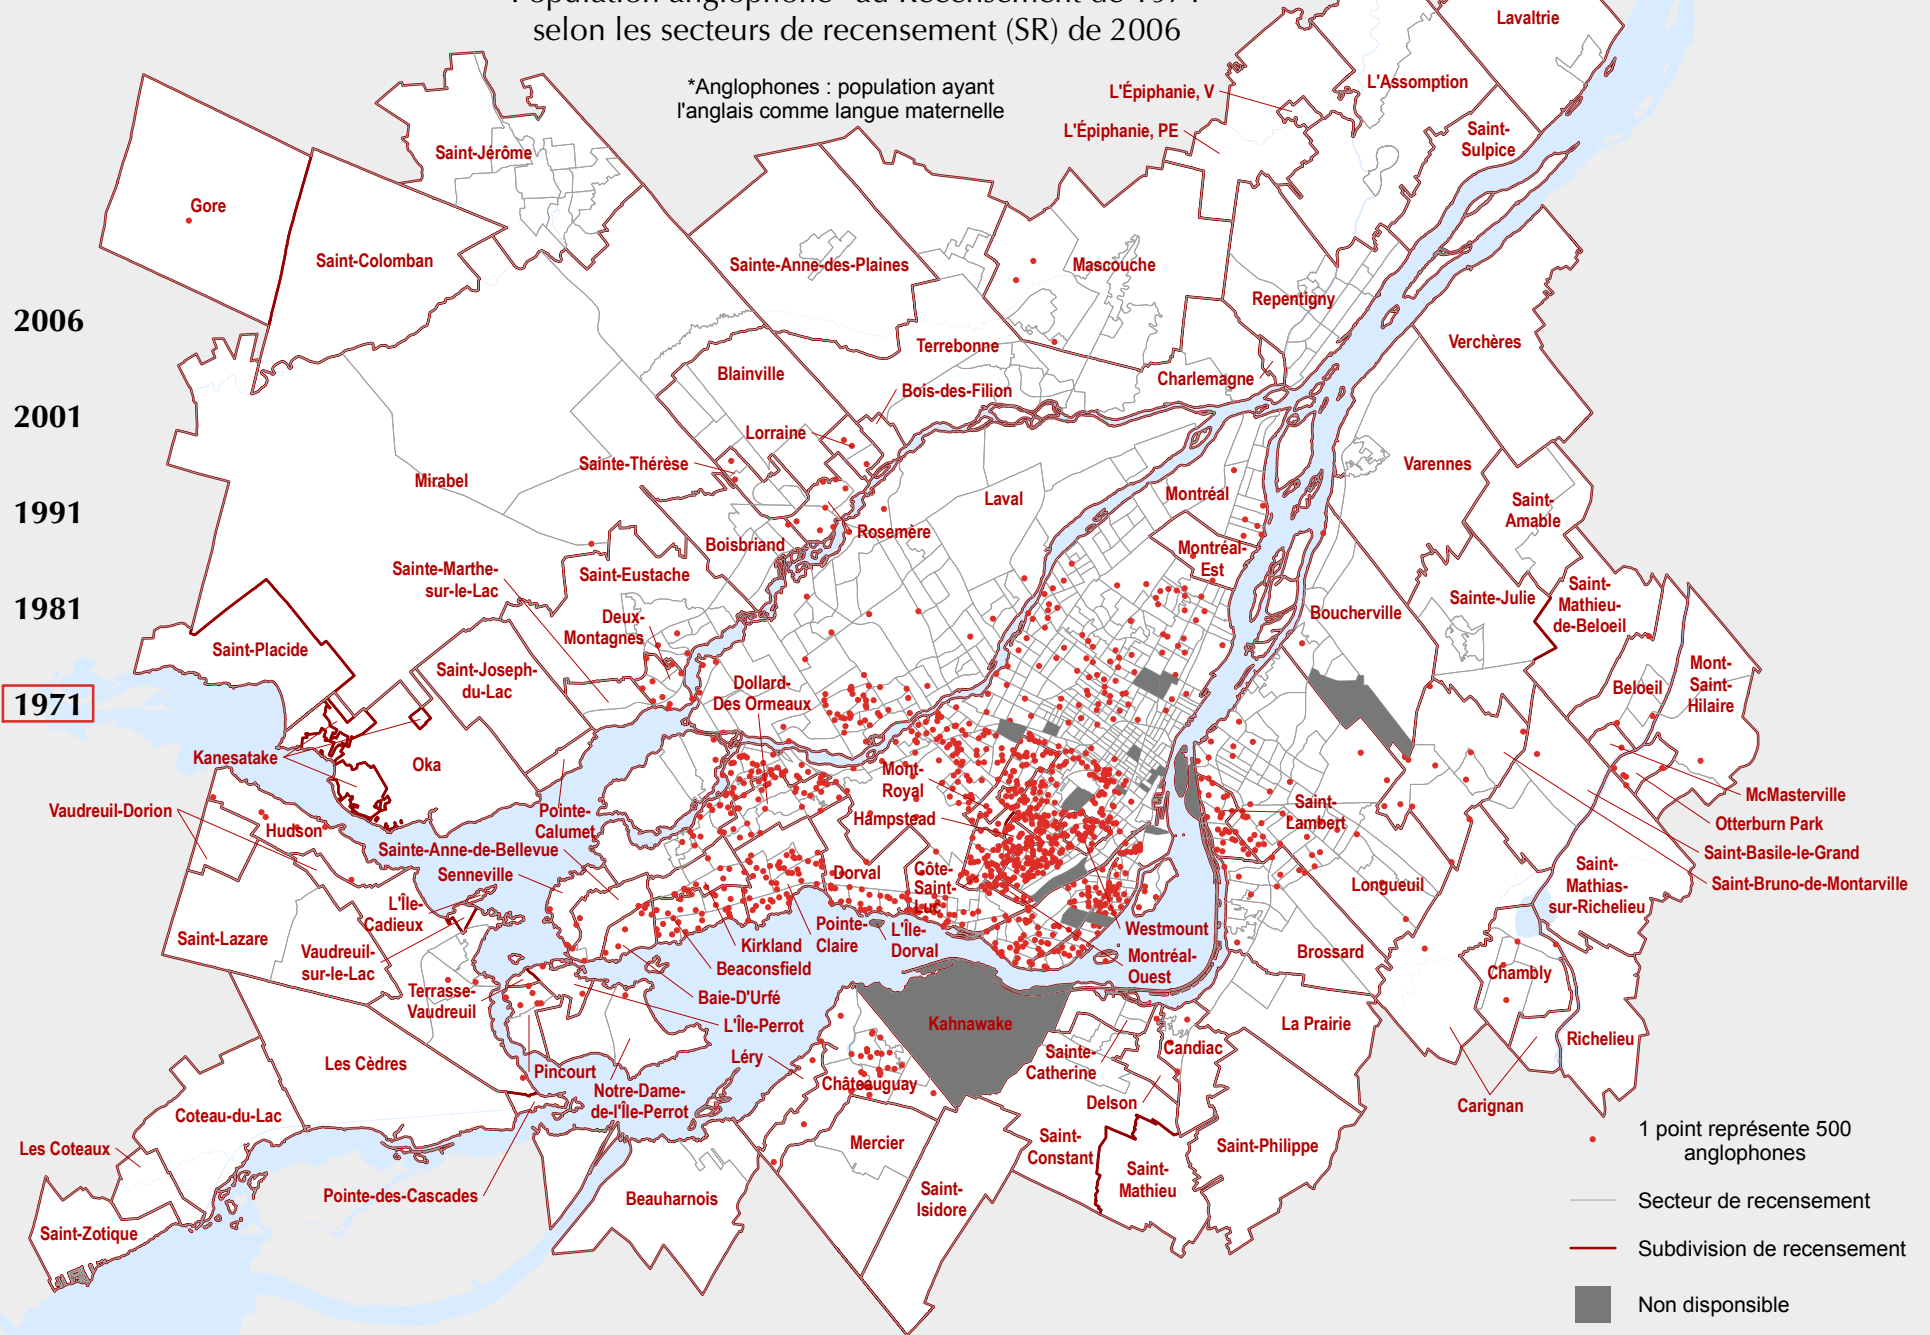 Population anglophone* au Recensement de 1971
selon les secteurs de recensement (SR) de 2006
*Anglophones : population ayant
l'anglais comme langue maternelle
Lavaltrie
L'Assomption
L'Épiphanie, V
L'Épiphanie, PE
Saint-
Sulpice
Saint-Jérôme
Gore
Saint-Colomban
Sainte-Anne-des-Plaines
Mascouche
Repentigny
2006
Verchères
Terrebonne
Blainville
Charlemagne
Bois-des-Filion
2001
Lorraine
Sainte-Thérèse
Varennes
Mirabel
Laval
Montréal
1991
Saint-
Amable
Rosemère
Boisbriand
Montréal-
Est
Sainte-Marthe-
sur-le-Lac
Saint-Eustache
1981
Deux-
Montagnes
Boucherville
Sainte-Julie
Saint-
Mathieu-
de-Beloeil
Saint-Placide
Saint-Joseph-
du-Lac
Mont-
Saint-
Hilaire
Dollard-
Des Ormeaux
Beloeil
1971
Kanesatake
Oka
Mont-
Royal
McMasterville
Vaudreuil-Dorion
Pointe-
Calumet
Saint-
Lambert
Hampstead
Otterburn Park
Hudson
Sainte-Anne-de-Bellevue
Saint-Basile-le-Grand
Senneville
Dorval
Côte-
Saint-
Luc
Longueuil
Saint-Bruno-de-Montarville
Saint-
Mathias-
sur-Richelieu
L'Île-
Cadieux
Saint-Lazare
Vaudreuil-
sur-le-Lac
Kirkland
Pointe-
Claire
L'Île-
Dorval
Westmount
Beaconsfield
Montréal-
Ouest
Brossard
Chambly
Terrasse-
Vaudreuil
Baie-D'Urfé
L'Île-Perrot
Kahnawake
La Prairie
Richelieu
Les Cèdres
Léry
Sainte-
Catherine
Candiac
Pincourt
Châteauguay
Notre-Dame-
de-l'Île-Perrot
Delson
Carignan
Coteau-du-Lac
Les Coteaux
Mercier
Saint-
Constant
Saint-Philippe
Saint-
Mathieu
Pointe-des-Cascades
Beauharnois
Saint-
Isidore
Saint-Zotique
1 point représente 500
anglophones
Secteur de recensement
Subdivision de recensement
Non disponsible